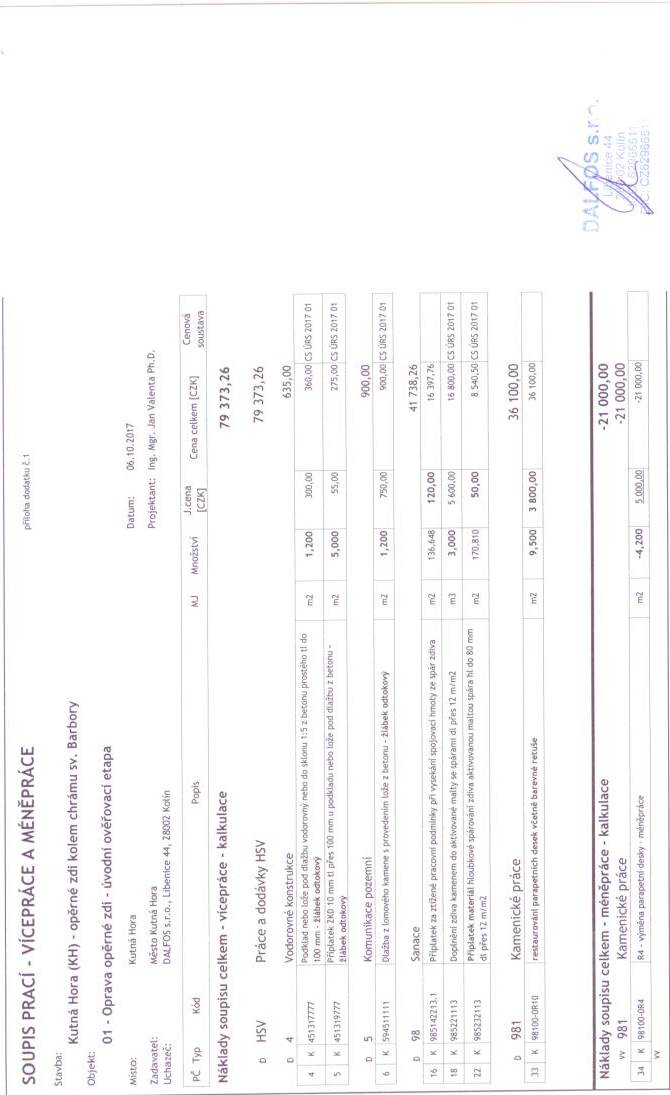 příloha dodatku č.1
SOUPIS PRACÍ - VÍCEPRÁCE A MÉNĚPRÁCE
Stavba:
Kutná Hora (KH) - opěrné zdi kolem chrámu sv. Barbory
Objekt:
01 - Oprava opěrné zdi - úvodní ověřovací etapa
Místo: Kutná Hora Datum: 06.10.2017
Zadavatel: Město Kutná Hora Projektant: Ing. Mgr. Jan Valenta Ph.D.
Uchazeč: DALFOS s.r.o., Libenice 44, 28002 Kolín
PČ Typ Kód Popis MJ Množství J.cena [CZK] Cena celkem [CZK] Cenová soustava
Náklady soupisu celkem - vícepráce - kalkulace 79 373,26
D HSV Práce a dodávky HSV 79 373,26
D 4 Vodorovné konstrukce 635,00
4 K 451317777 Podklad nebo lože pod dlažbu vodorovný nebo do sklonu 1:5 z betonu prostého tl do m2 1,200 300,00 360,00 CS ÚRS 2017 01
100 mm - žlábek odtokový
5 K 451319777 Příplatek ZKD 10 mm tl přes 100 mm u podkladu nebo lože pod dlažbu z betonu - m2 5,000 55,00 275,00 CS ÚRS 2017 01
žlábek odtokový
D 5 Komunikace pozemní 900,00
6 K 594511111 Dlažba z lomového kamene s provedením lože z betonu - žlábek odtokový m2 1,200 750,00 900,00 CS ÚRS 2017 01
D 98 Sanace 41 738,26
16 K 985142213.1 Příplatek za ztížené pracovní podmínky při vysekání spojovací hmoty ze spár zdiva m2 136,648 120,00 16 397,76
18 K 985221113 Doplnění zdiva kamenem do aktivované malty se spárami dl přes 12 m/m2 m3 3,000 5 600,00 16 800,00 CS ÚRS 2017 01
22 K 985232113 Příplatek materiál hloubkové spárování zdiva aktivovanou maltou spára hl do 80 mm m2 170,810 50,00 8 540,50 CS ÚRS 2017 01
dl přes 12 m/m2
D 981 Kamenické práce 36 100,00
33 K 98100-0R10 restaurování parapetních desek včetně barevné retuše m2 9,500 3 800,00 36 100,00
Náklady soupisu celkem - méněpráce - kalkulace -21 000,00
VV 981 Kamenické práce -21 000,00
34 K 98100-0R4 R4 - výměna parapetní desky - méněpráce m2 -4,200 5 000,00 -21 000,00
VV
DALFOS s.r.o.
Libenice 44
Kolín